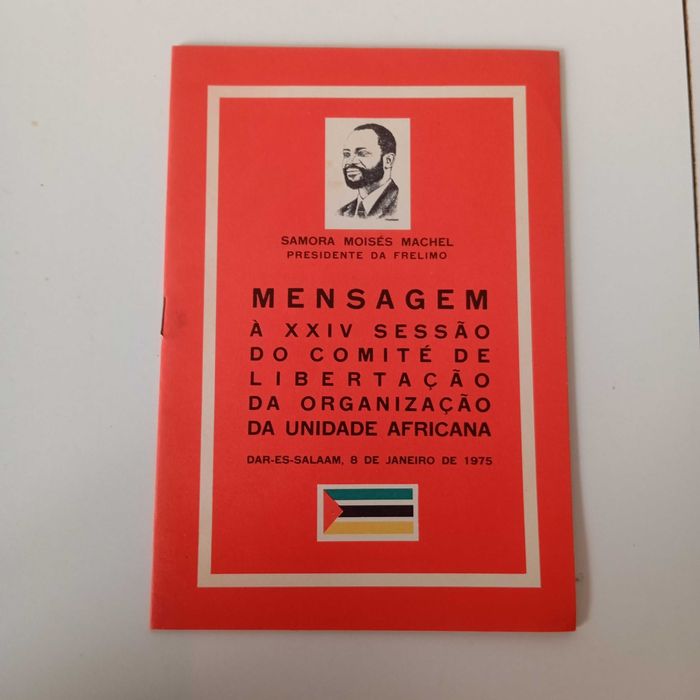 SAMORA MOISÉS MACHEL
PRESIDENTE DA FRELIMO
MENSAGEM
À XXIV SESSÃO
DO COMITÉ DE
LIBERTAÇÃO
DA ORGANIZAÇÃO
DA UNIDADE AFRICANA
DAR-ES-SALAAM, 8 DE JANEIRO DE 1975